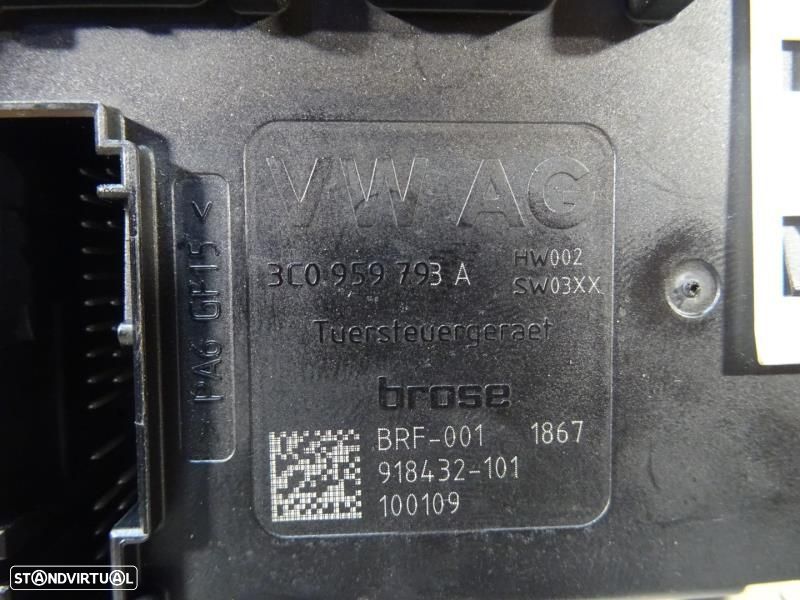 VW AG
3C0 959 793 A
HW002
SW03XX
Tuersteuergeraet
brose
BRF-001 1867
918432-101
100109
PA6 GF15 <
STANDVIRTUAL